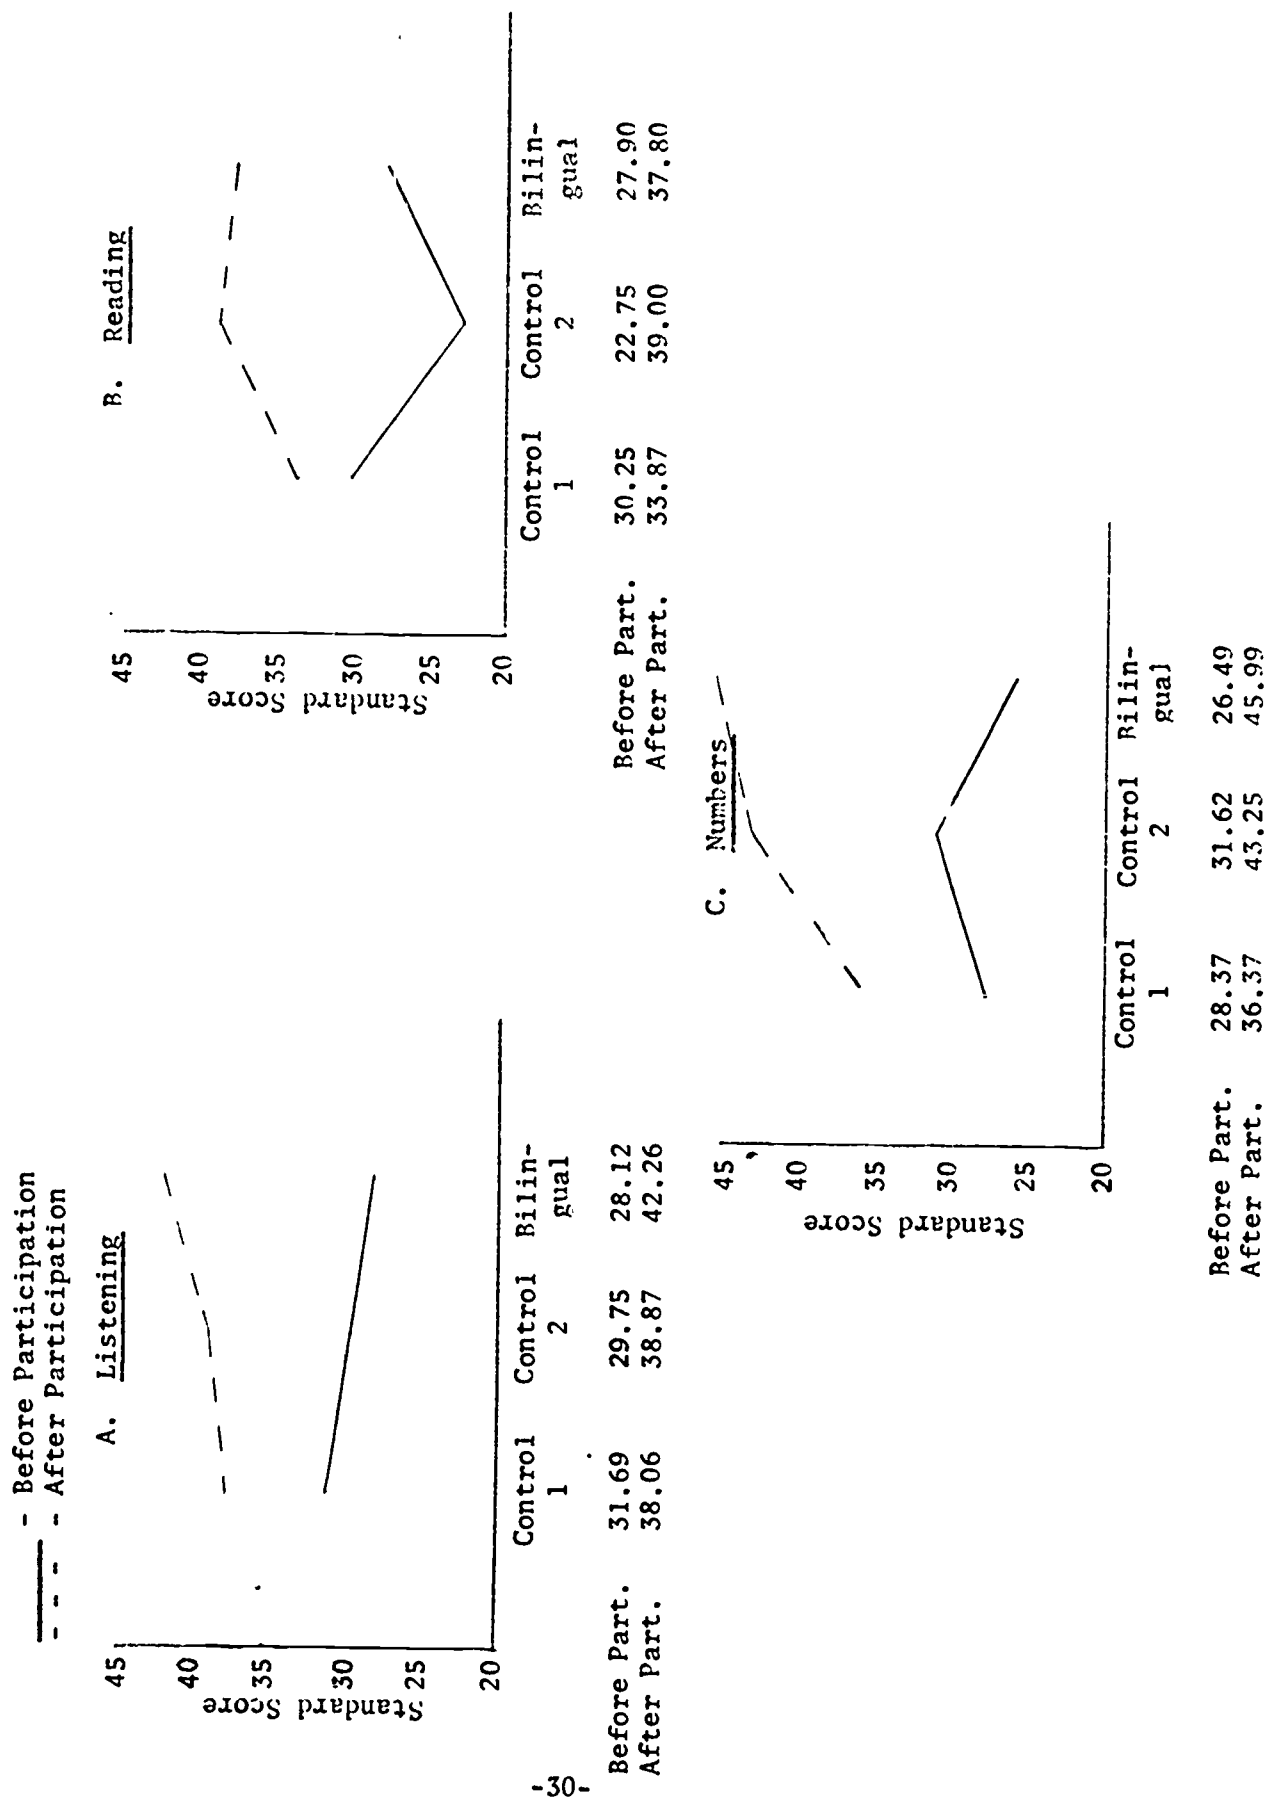 - Before Participation
- - - - - After Participation
A. Listening
45
40
35
30
25
20
Standard Score
Control Control Bilin-
1 2 gual
Before Part. 31.69 29.75 28.12
After Part. 38.06 38.87 42.26
B. Reading
45
40
35
30
25
20
Standard Score
Control Control Bilin-
1 2 gual
Before Part. 30.25 22.75 27.90
After Part. 33.87 39.00 37.80
C. Numbers
45
40
35
30
25
20
Standard Score
Control Control Bilin-
1 2 gual
Before Part. 28.37 31.62 26.49
After Part. 36.37 43.25 45.99
-30-